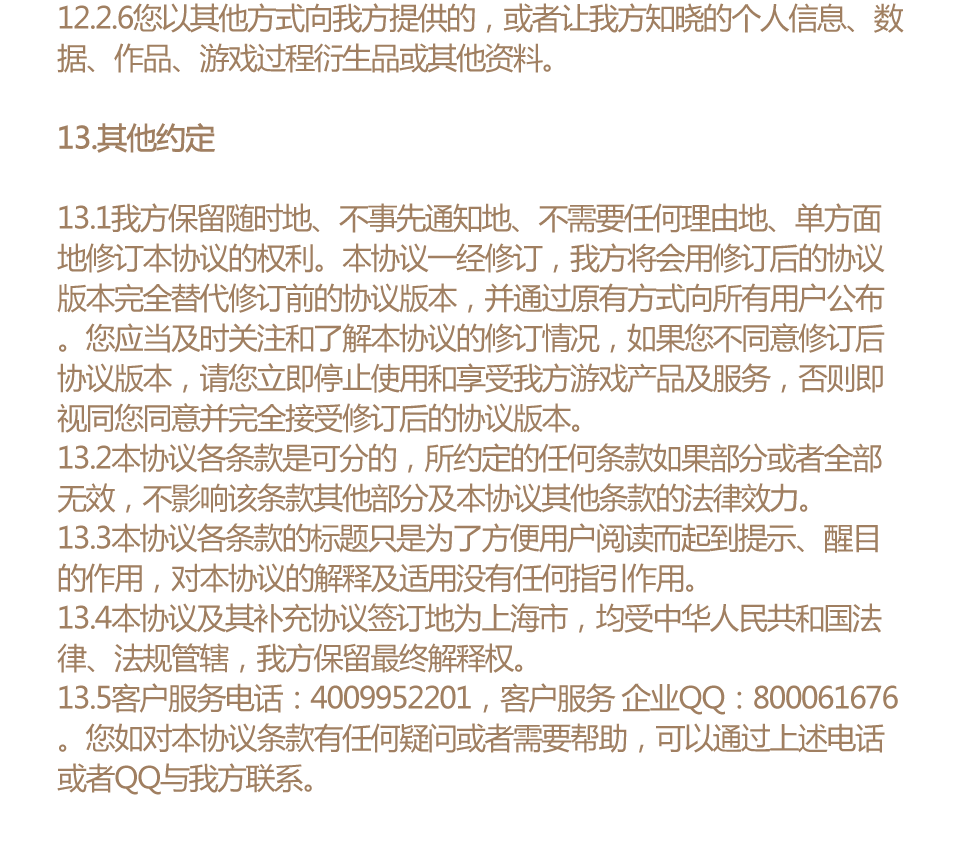 12.2.6您以其他方式向我方提供的，或者让我方知晓的个人信息、数
据、作品、游戏过程衍生品或其他资料。
13.其他约定
13.1我方保留随时地、不事先通知地、不需要任何理由地、单方面
地修订本协议的权利。本协议一经修订，我方将会用修订后的协议
版本完全替代修订前的协议版本，并通过原有方式向所有用户公布
。您应当及时关注和了解本协议的修订情况，如果您不同意修订后
协议版本，请您立即停止使用和享受我方游戏产品及服务，否则即
视同您同意并完全接受修订后的协议版本。
13.2本协议各条款是可分的，所约定的任何条款如果部分或者全部
无效，不影响该条款其他部分及本协议其他条款的法律效力。
13.3本协议各条款的标题只是为了方便用户阅读而起到提示、醒目
的作用，对本协议的解释及适用没有任何指引作用。
13.4本协议及其补充协议签订地为上海市，均受中华人民共和国法
律、法规管辖，我方保留最终解释权。
13.5客户服务电话：4009952201，客户服务 企业QQ：800061676
。您如对本协议条款有任何疑问或者需要帮助，可以通过上述电话
或者QQ与我方联系。